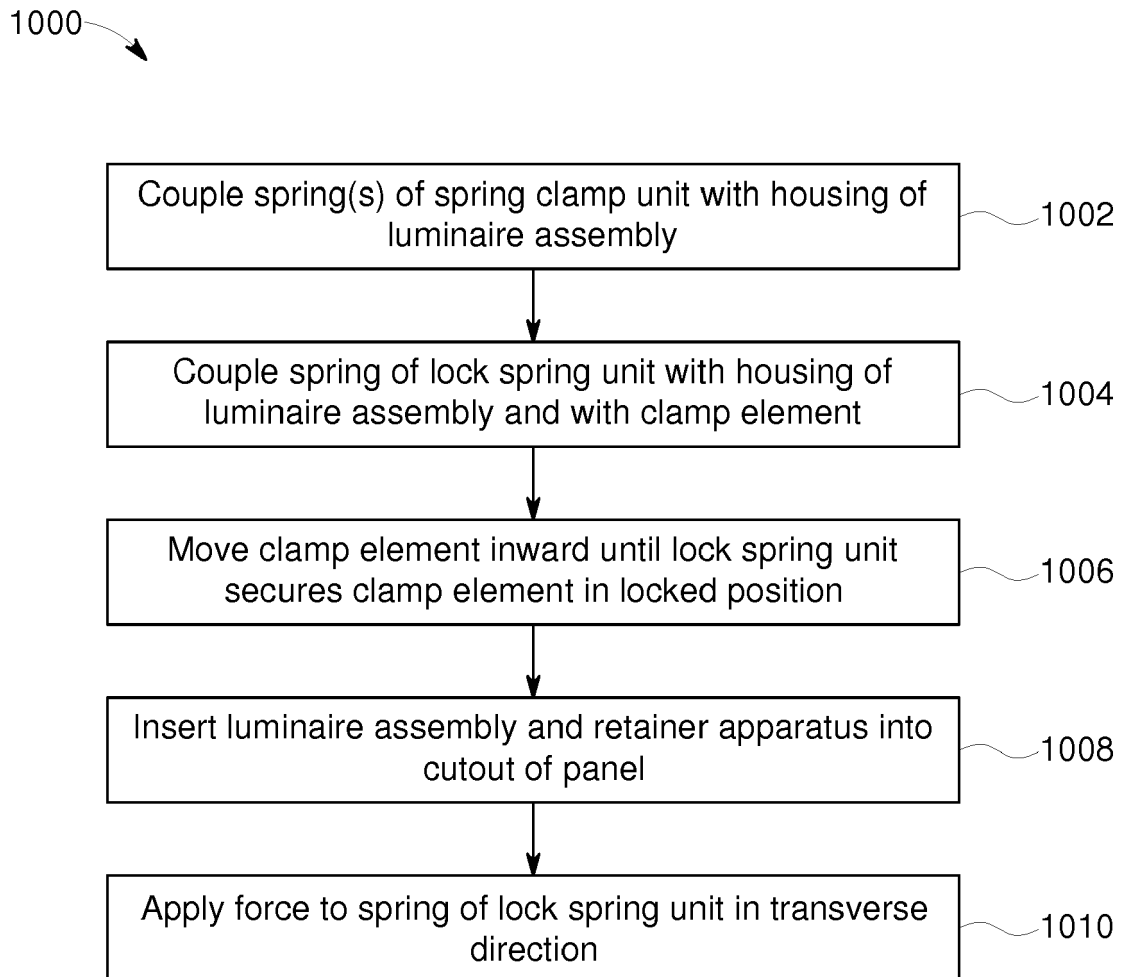 1000
Couple spring(s) of spring clamp unit with housing of
luminaire assembly
1002
Couple spring of lock spring unit with housing of
luminaire assembly and with clamp element
1004
Move clamp element inward until lock spring unit
secures clamp element in locked position
1006
Insert luminaire assembly and retainer apparatus into
cutout of panel
1008
Apply force to spring of lock spring unit in transverse
direction
1010